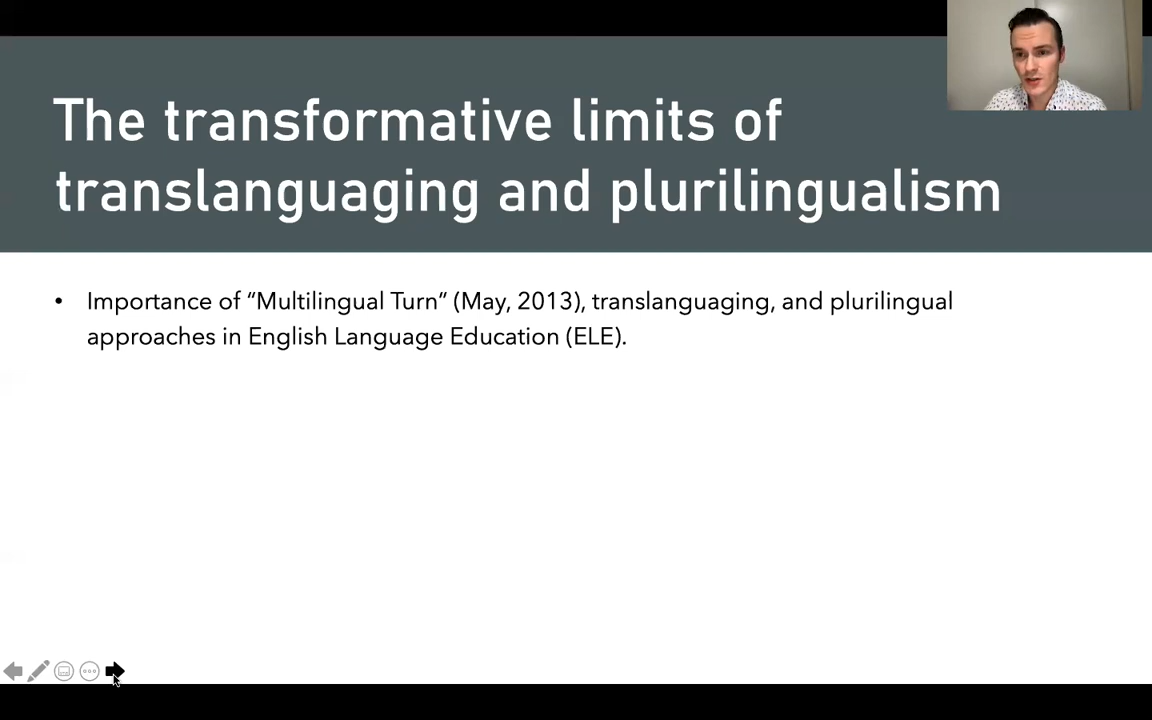 The transformative limits of
translanguaging and plurilingualism
• Importance of “Multilingual Turn” (May, 2013), translanguaging, and plurilingual
approaches in English Language Education (ELE).